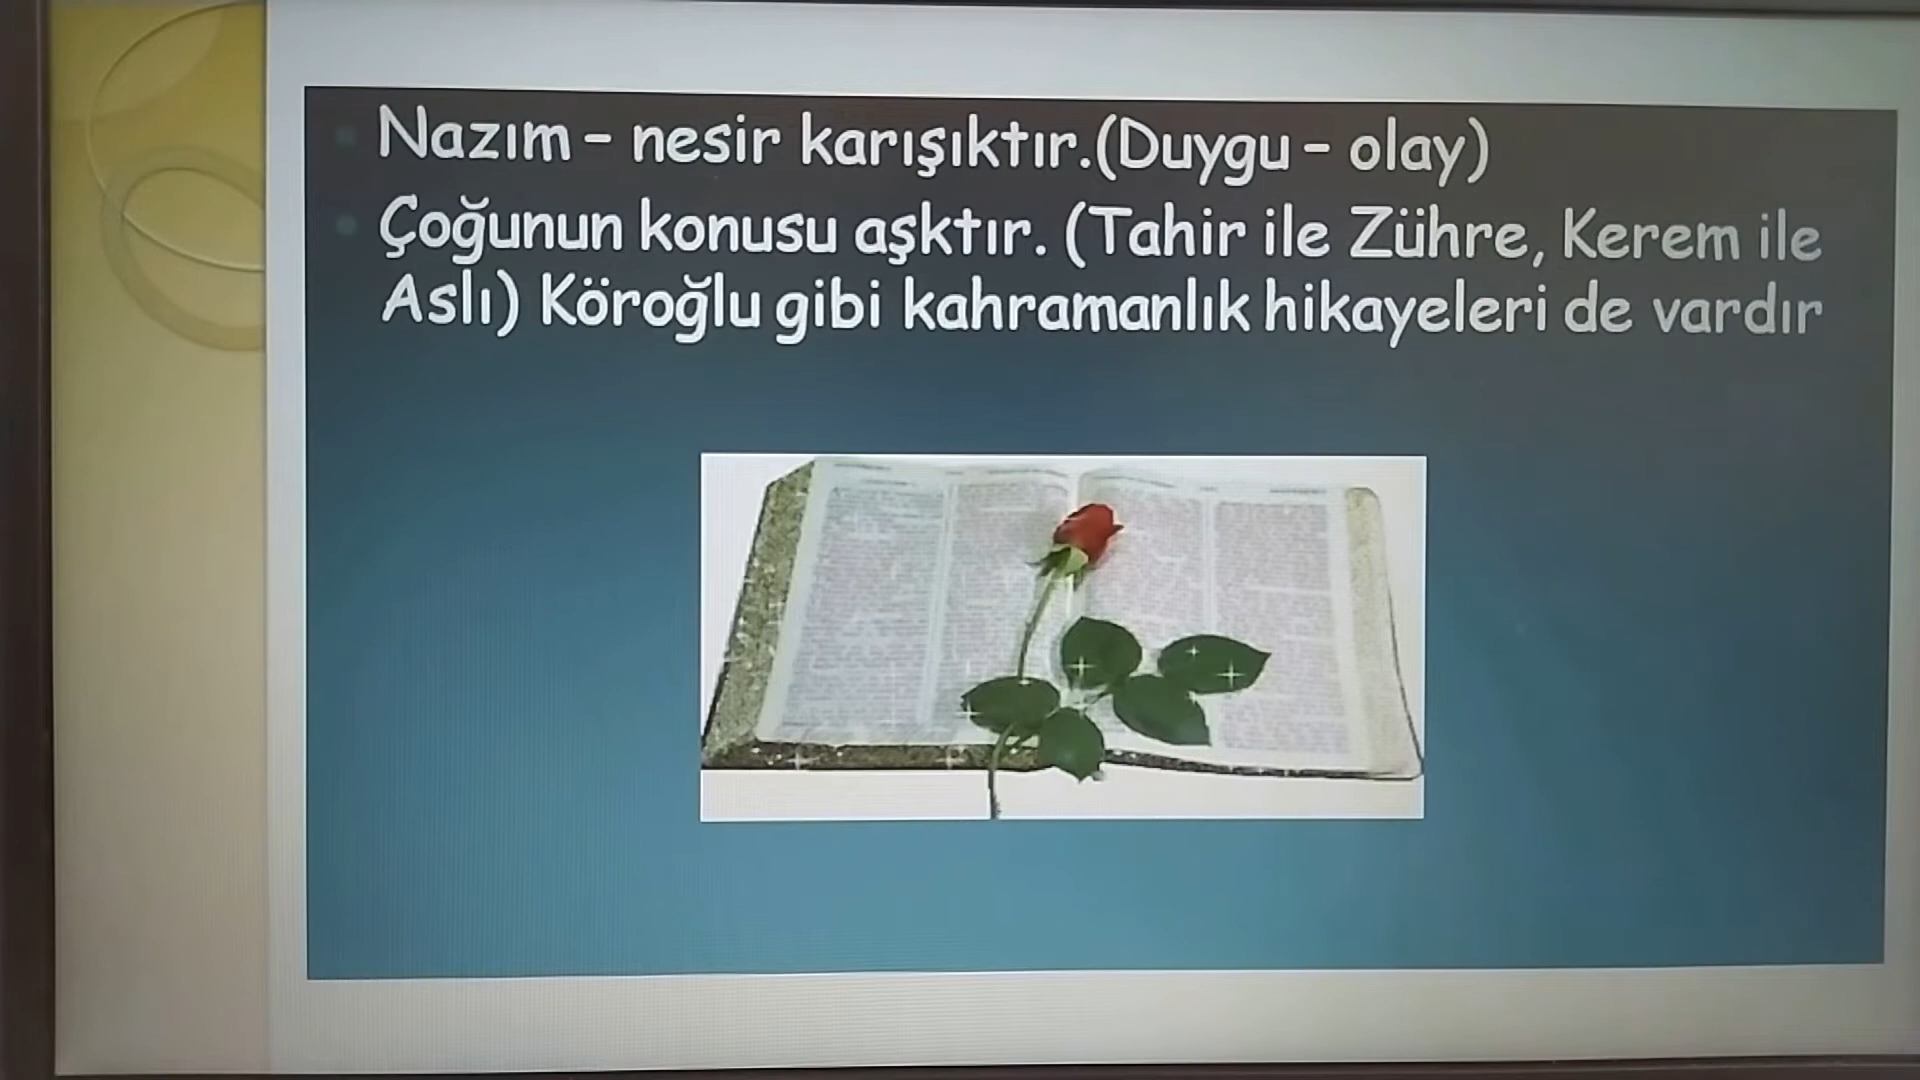 Nazım – nesir karışıktır.(Duygu – olay)
Çoğunun konusu aşktır. (Tahir ile Zühre, Kerem ile
Aslı) Köroğlu gibi kahramanlık hikayeleri de vardır